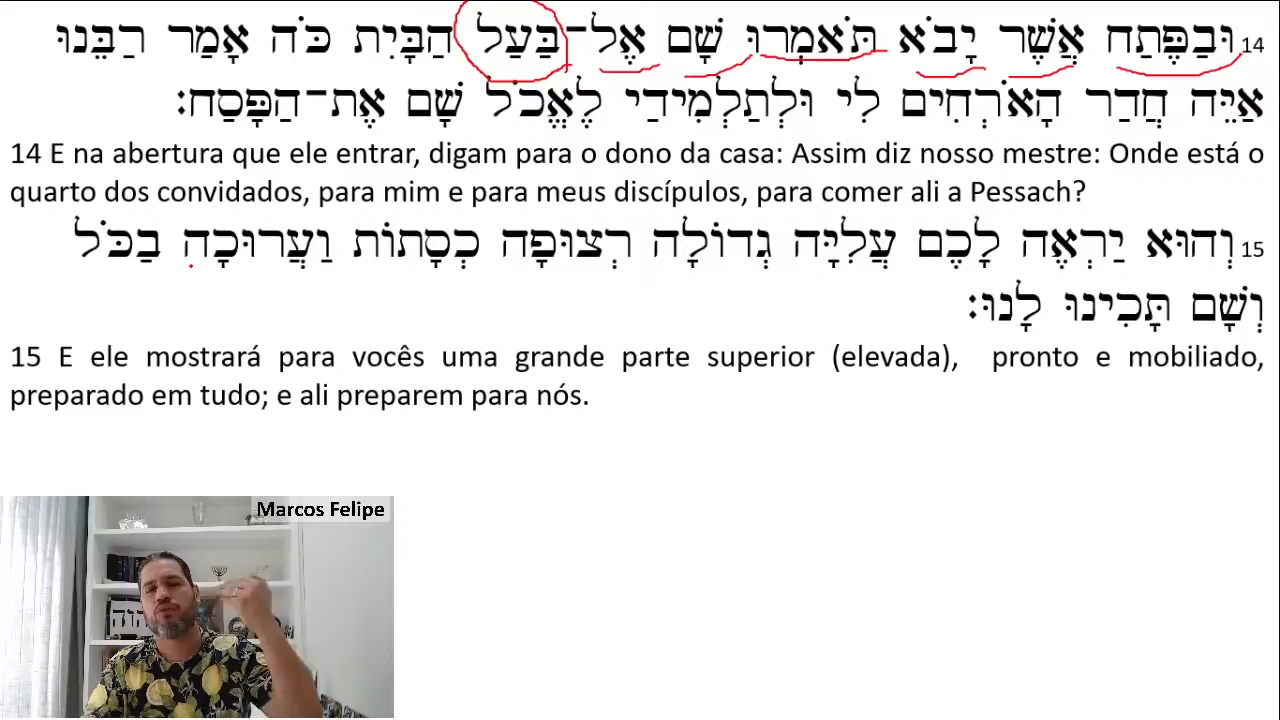 14 וּבַפֶּתַח אֲשֶׁר יָבֹא תֹּאמְרוּ שָׁם אֶל־בַּעַל הַבָּיִת כֹּה אָמַר רַבֵּנוּ
אַיֵּה חֲדַר הָאֹרְחִים לִי וּלְתַלְמִידַי לֶאֱכֹל שָׁם אֶת־הַפָּסַח׃
14 E na abertura que ele entrar, digam para o dono da casa: Assim diz nosso mestre: Onde está o
quarto dos convidados, para mim e para meus discípulos, para comer ali a Pessach?
15 וְהוּא יַרְאֶה לָכֶם עֲלִיָּה גְדוֹלָה רְצוּפָה כְסָתוֹת וַעֲרוּכָה בַכֹּל
וְשָׁם תָּכִינוּ לָנוּ׃
15 E ele mostrará para vocês uma grande parte superior (elevada), pronto e mobiliado,
preparado em tudo; e ali preparem para nós.
Marcos Felipe